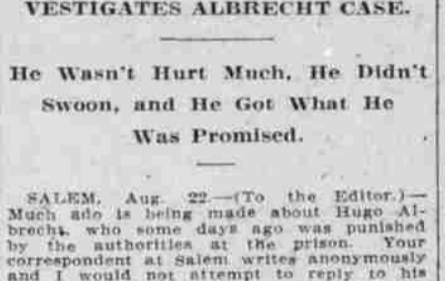 VESTIGATES ALBRECHT CASE.
He Wasn't Hurt Much, He Didn't
Swoon, and He Got What He
Was Promised.
SALEM, Aug. 22.—(To the Editor.)—
Much ado is being made about Hugo Al-
brecht, who some days ago was punished
by the authorities at the prison. Your
correspondent at Salem writes anonymously
and I would not attempt to reply to his